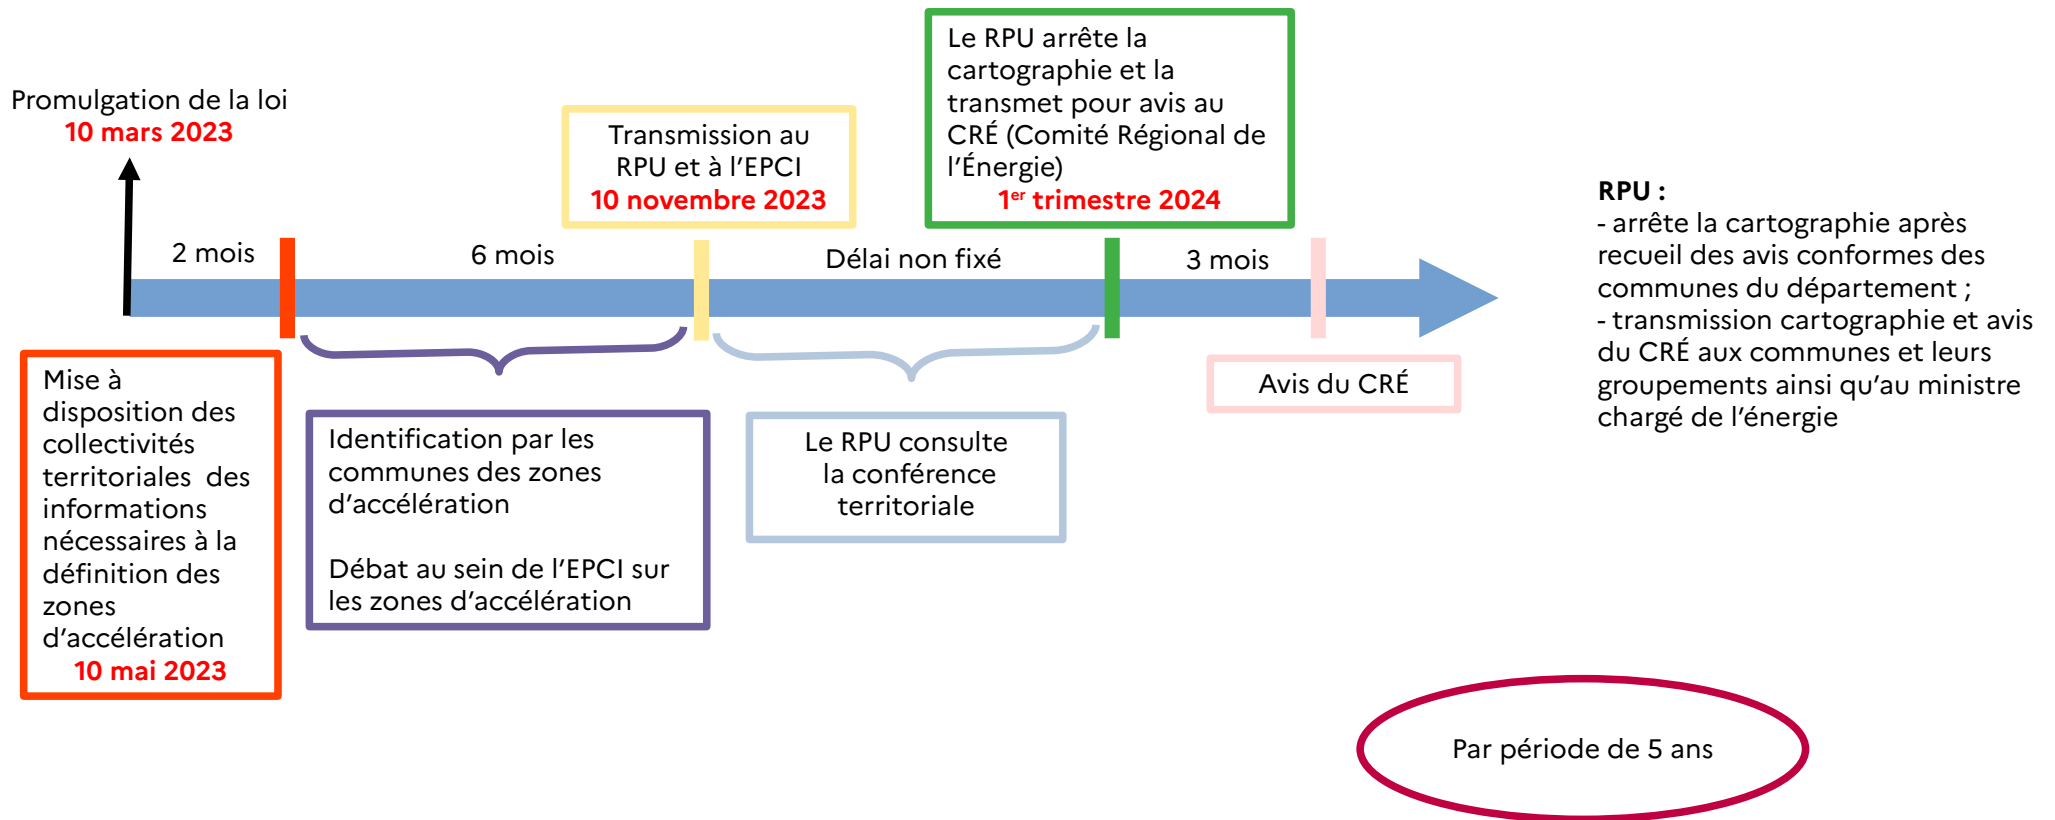 Promulgation de la loi
10 mars 2023
Transmission au
RPU et à l'EPCI
10 novembre 2023
Le RPU arrête la
cartographie et la
transmet pour avis au
CRÉ (Comité Régional de
l'Énergie)
1er trimestre 2024
2 mois
6 mois
Délai non fixé
3 mois
Mise à
disposition des
collectivités
territoriales des
informations
nécessaires à la
définition des
zones
d'accélération
10 mai 2023
Identification par les
communes des zones
d'accélération
Débat au sein de l'EPCI sur
les zones d'accélération
Le RPU consulte
la conférence
territoriale
Avis du CRÉ
RPU :
- arrête la cartographie après
recueil des avis conformes des
communes du département ;
- transmission cartographie et avis
du CRÉ aux communes et leurs
groupements ainsi qu'au ministre
chargé de l'énergie
Par période de 5 ans